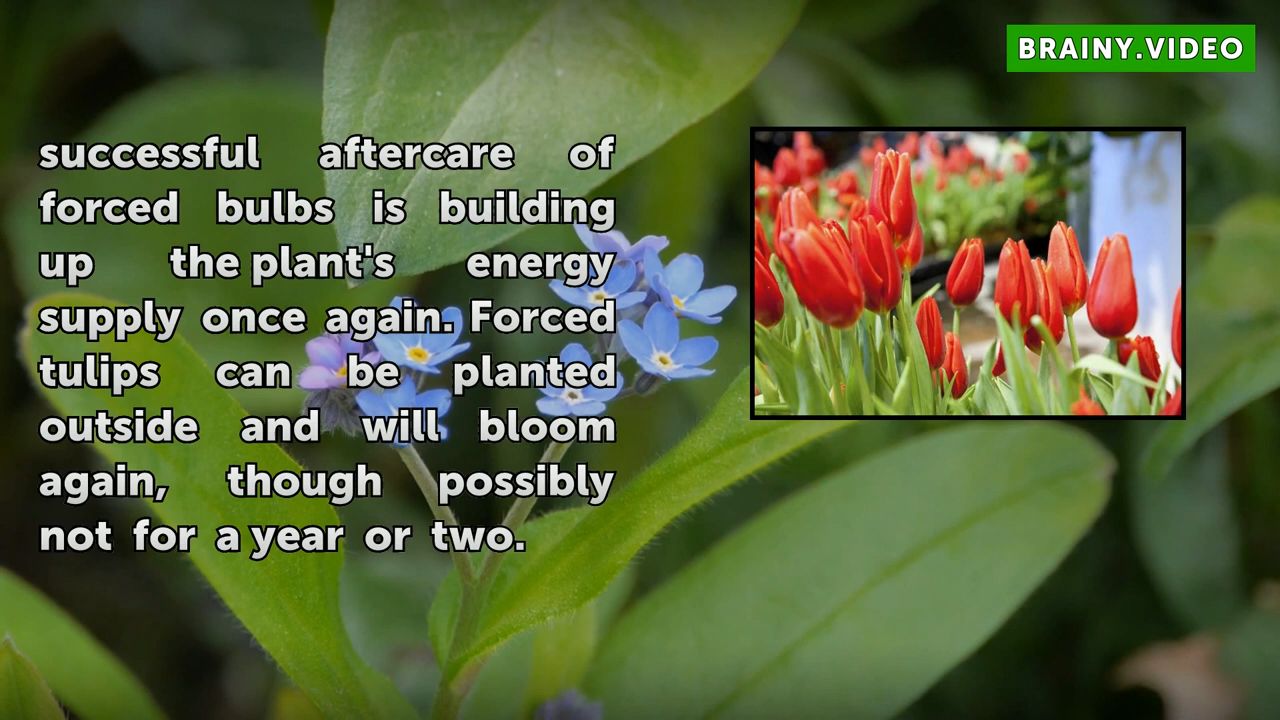 BRAINY.VIDEO
successful aftercare of
forced bulbs is building
up the plant's energy
supply once again. Forced
tulips can be planted
outside and will bloom
again, though possibly
not for a year or two.